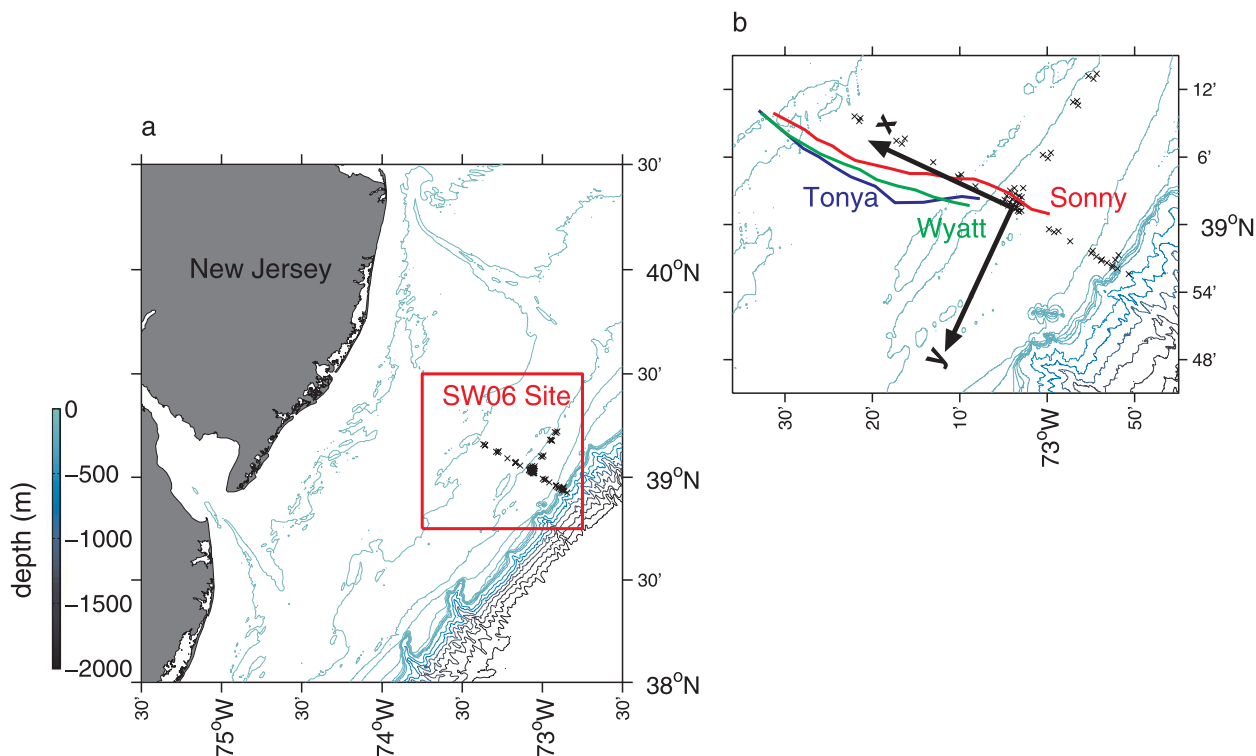 a
New Jersey
SW06 Site
30'
40°N
30'
39°N
30'
38°N
30'
75°W
30'
74°W
30'
73°W
30'
depth (m)
0
−500
−1000
−1500
−2000
b
x
y
Tonya
Wyatt
Sonny
12'
6'
39°N
54'
48'
30'
20'
10'
73°W
50'